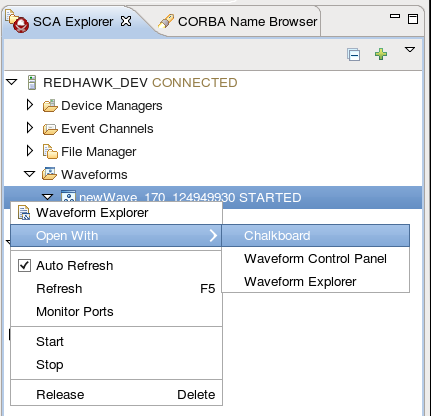 SCA Explorer
CORBA Name Browser
REDHAWK_DEV CONNECTED
Device Managers
Event Channels
File Manager
Waveforms
newWave_170_124949930 STARTED
Waveform Explorer
Open With
Chalkboard
Waveform Control Panel
Waveform Explorer
Auto Refresh
Refresh F5
Monitor Ports
Start
Stop
Release Delete